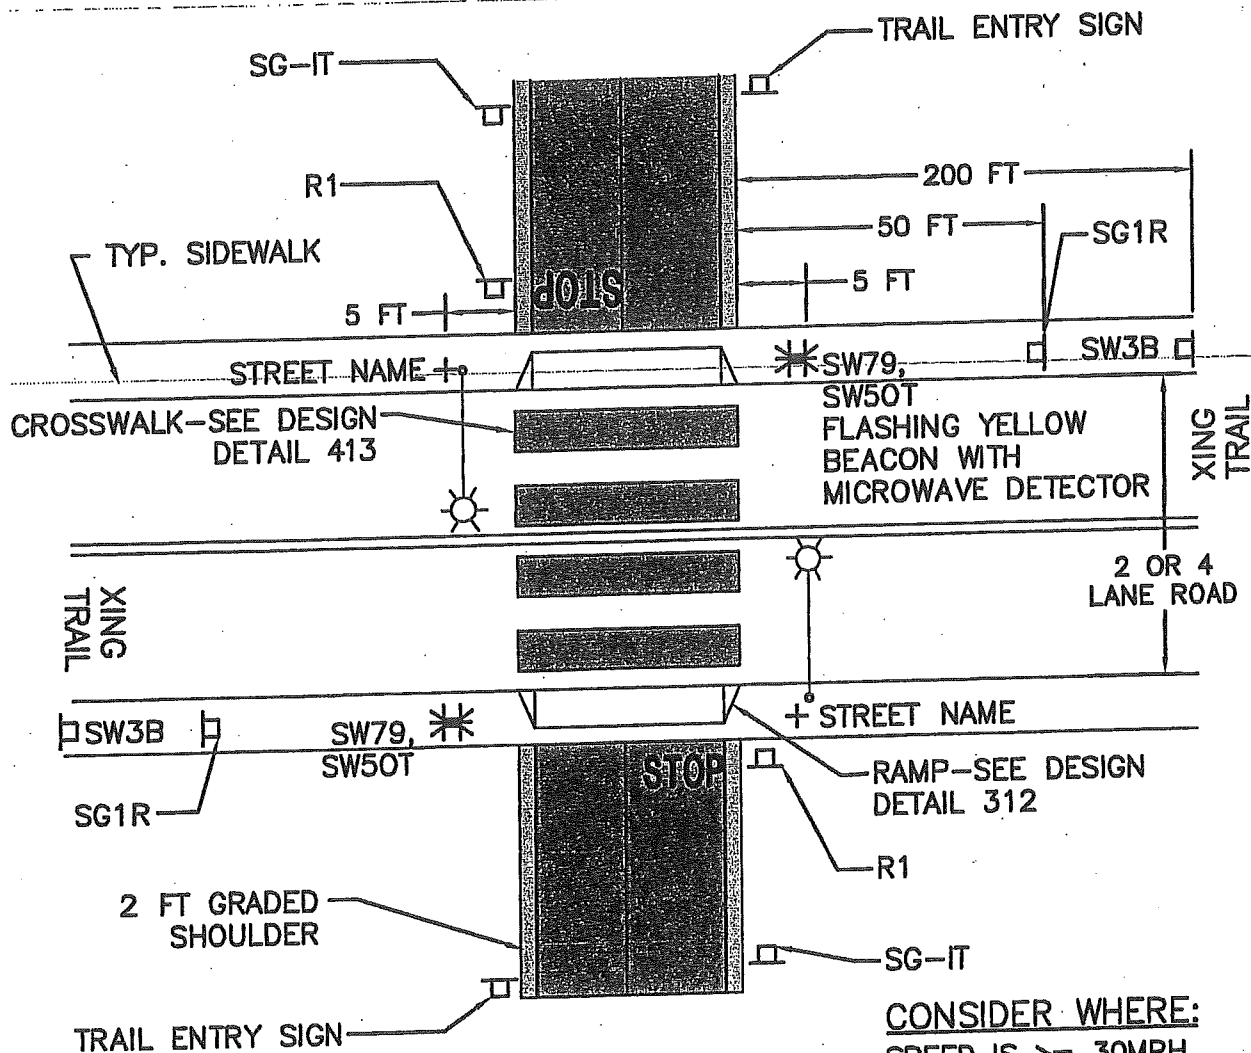 TRAIL ENTRY SIGN
SG-IT
200 FT
R1
50 FT
SG1R
TYP. SIDEWALK
STOP
5 FT
5 FT
STREET NAME
SW79,
SW50T
FLASHING YELLOW
BEACON WITH
MICROWAVE DETECTOR
SW3B
CROSSWALK-SEE DESIGN
DETAIL 413
XING
TRAIL
2 OR 4
LANE ROAD
XING
TRAIL
SW3B
SW79,
SW50T
STREET NAME
SG1R
STOP
RAMP-SEE DESIGN
DETAIL 312
R1
2 FT GRADED
SHOULDER
SG-IT
TRAIL ENTRY SIGN
CONSIDER WHERE:
SPEED IS >= 30MPH